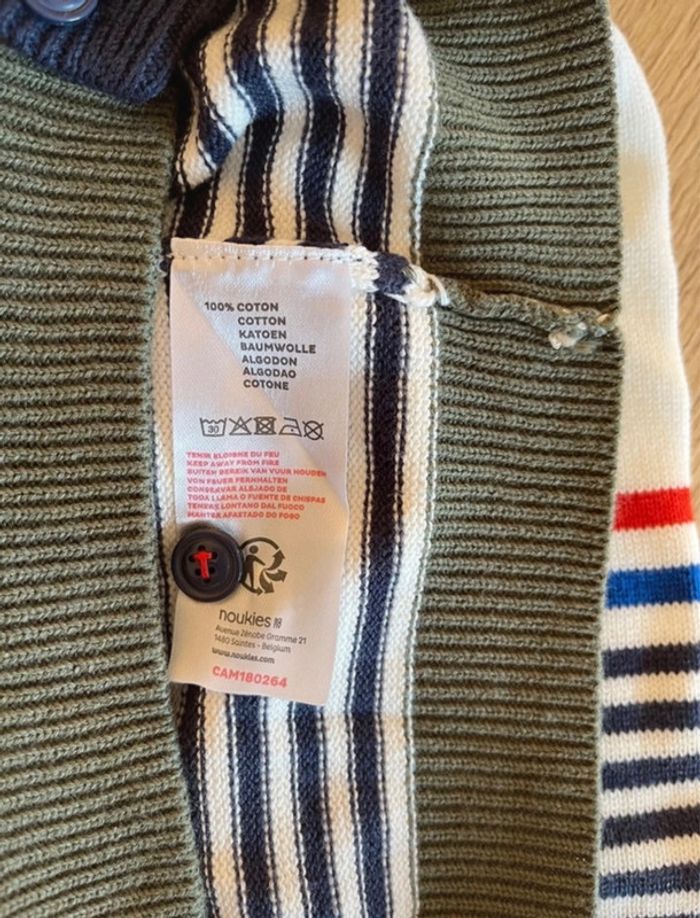 100% COTON
COTTON
KATOEN
BAUMWOLLE
ALGODON
ALGODAO
COTONE
30
TENIR ELOIGNE DU FEU
KEEP AWAY FROM FIRE
BUITEN BEREIK VAN VUUR HOUDEN
VON FEUER FERNHALTEN
CONSERVAR ALEJADO DE
TODA LLAMA O FUENTE DE CHISPAS
TENERE LONTANO DAL FUOCO
MANTER AFASTADO DO FOGO
noukies
Avenue Zénobe Gramme 21
1480 Saintes - Belgium
www.noukies.com
CAM180264